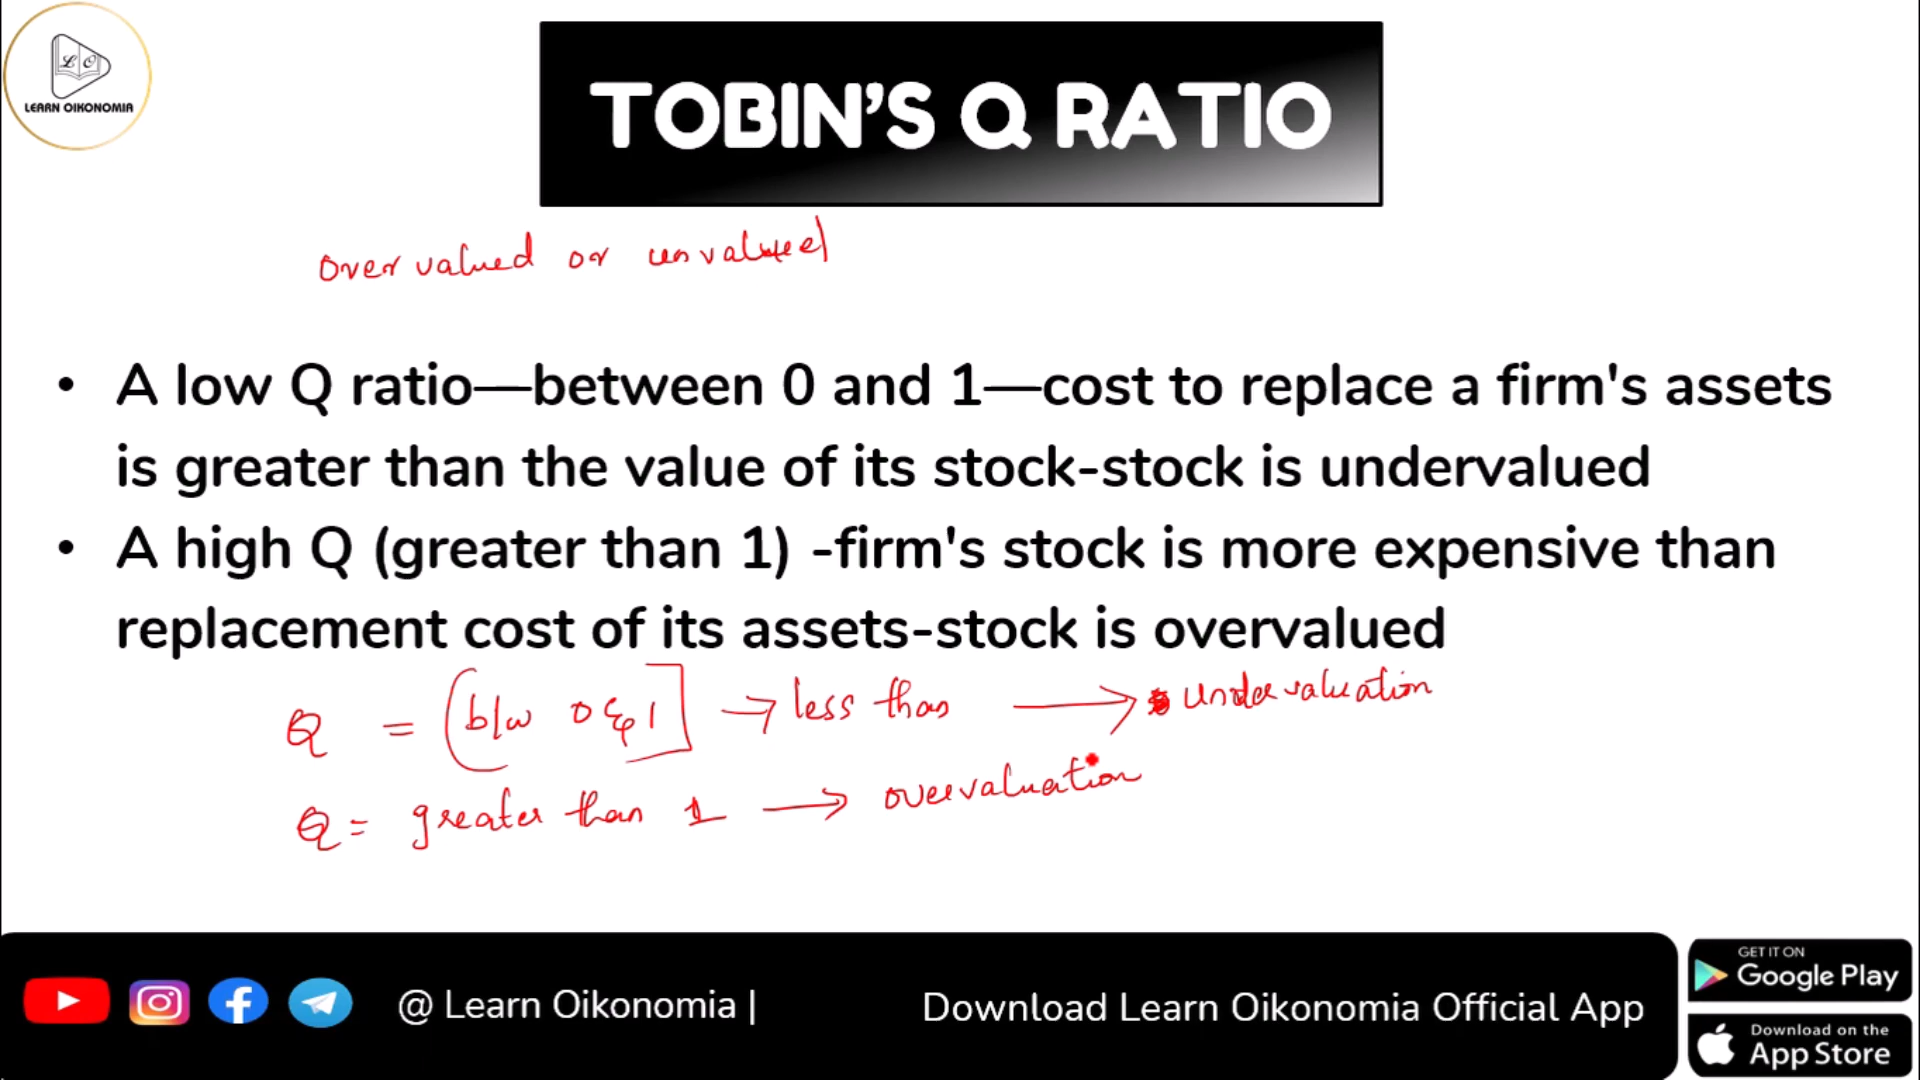 LO
LEARN OIKONOMIA
TOBIN'S Q RATIO
overvalued or unvalued
• A low Q ratio—between 0 and 1—cost to replace a firm's assets
is greater than the value of its stock-stock is undervalued
• A high Q (greater than 1) -firm's stock is more expensive than
replacement cost of its assets-stock is overvalued
Q = [b/w 0 & 1] → less than → undervaluation
Q = greater than 1 → overvaluation
@ Learn Oikonomia |
Download Learn Oikonomia Official App
GET IT ON
Google Play
Download on the
App Store